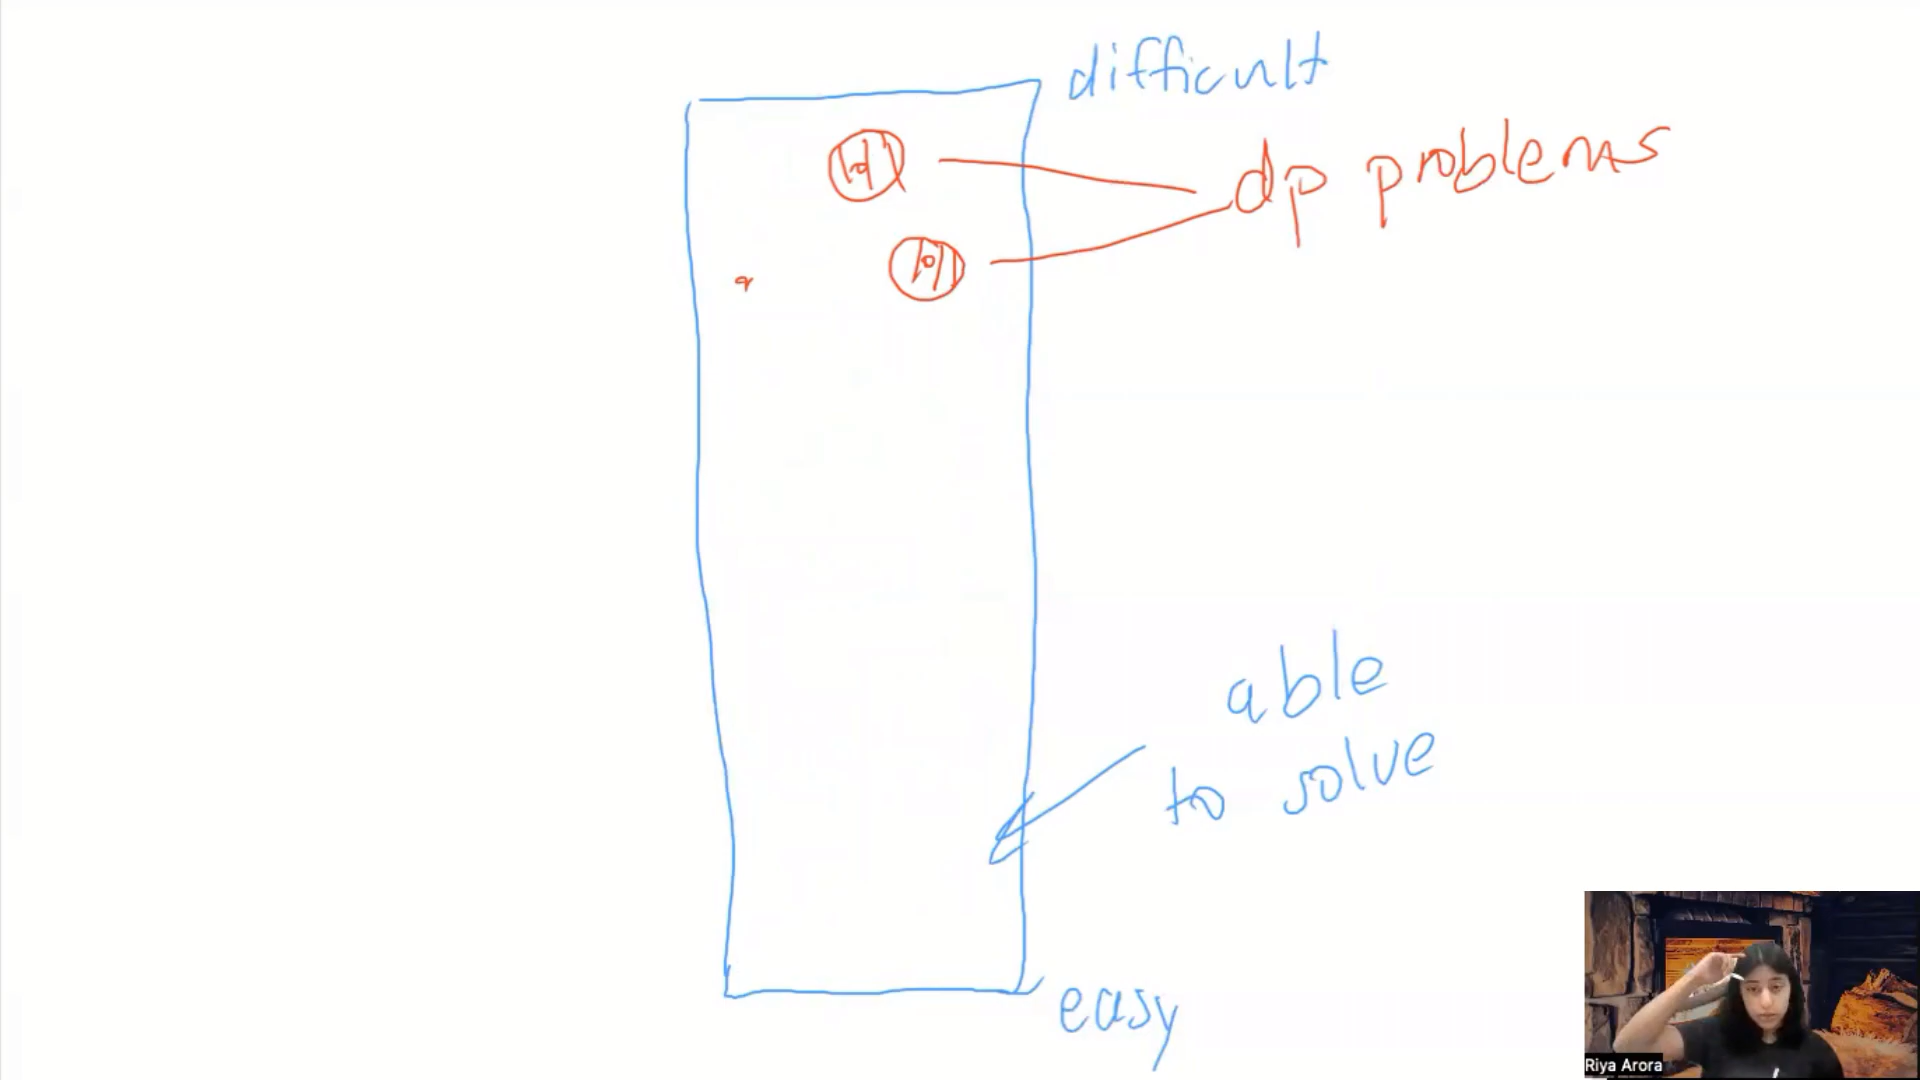 difficult
dp problems
able
to solve
easy
Riya Arora